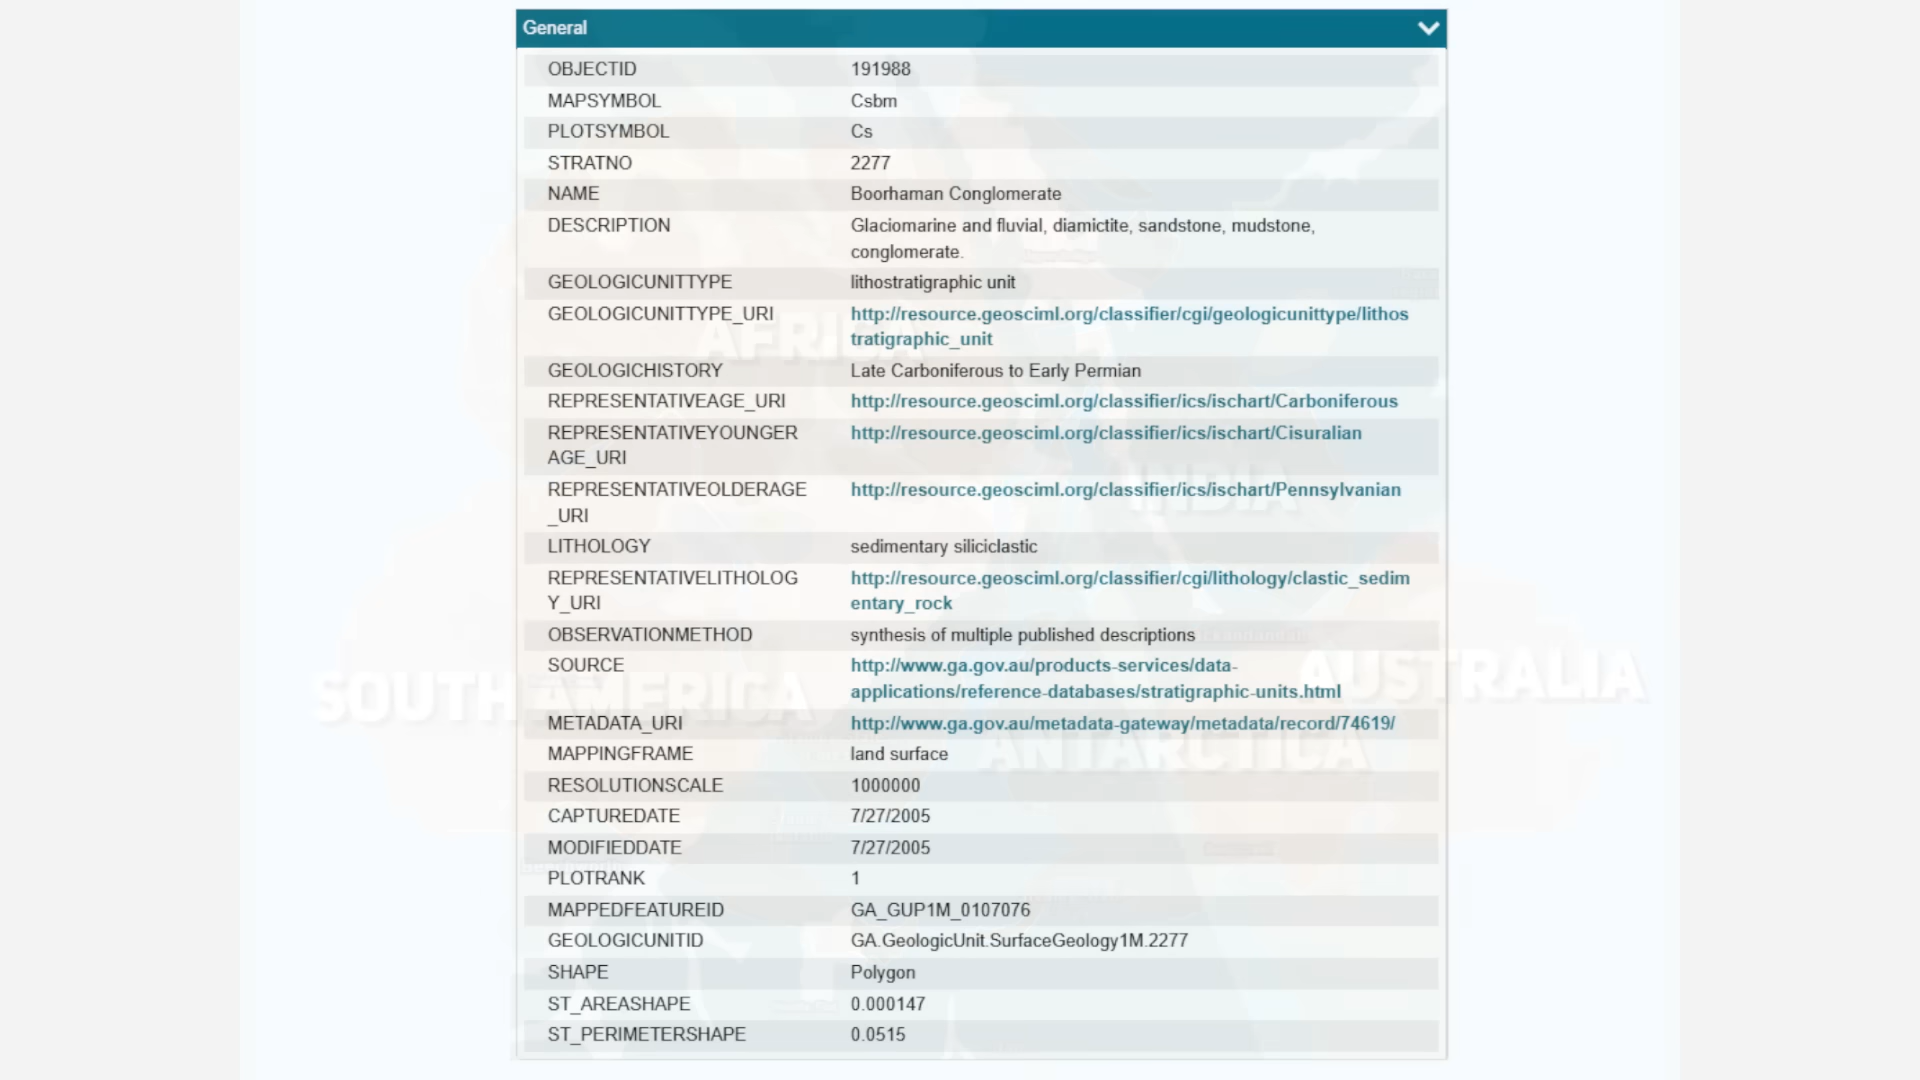 General
OBJECTID 191988
MAPSYMBOL Csbm
PLOTSYMBOL Cs
STRATNO 2277
NAME Boorhaman Conglomerate
DESCRIPTION Glaciomarine and fluvial, diamictite, sandstone, mudstone,
conglomerate.
GEOLOGICUNITTYPE lithostratigraphic unit
GEOLOGICUNITTYPE_URI http://resource.geosciml.org/classifier/cgi/geologicunittype/lithos
tratigraphic_unit
AFRICA
GEOLOGICHISTORY Late Carboniferous to Early Permian
REPRESENTATIVEAGE_URI http://resource.geosciml.org/classifier/ics/ischart/Carboniferous
REPRESENTATIVEYOUNGER http://resource.geosciml.org/classifier/ics/ischart/Cisuralian
AGE_URI
INDIA
REPRESENTATIVEOLDERAGE http://resource.geosciml.org/classifier/ics/ischart/Pennsylvanian
_URI
LITHOLOGY sedimentary siliciclastic
REPRESENTATIVELITHOLOG http://resource.geosciml.org/classifier/cgi/lithology/clastic_sedim
Y_URI entary_rock
OBSERVATIONMETHOD synthesis of multiple published descriptions
SOURCE http://www.ga.gov.au/products-services/data-
applications/reference-databases/stratigraphic-units.html
AUSTRALIA
SOUTH AMERICA
METADATA_URI http://www.ga.gov.au/metadata-gateway/metadata/record/74619/
ANTARCTICA
MAPPINGFRAME land surface
RESOLUTIONSCALE 1000000
CAPTUREDATE 7/27/2005
MODIFIEDDATE 7/27/2005
PLOTRANK 1
MAPPEDFEATUREID GA_GUP1M_0107076
GEOLOGICUNITID GA.GeologicUnit.SurfaceGeology1M.2277
SHAPE Polygon
ST_AREASHAPE 0.000147
ST_PERIMETERSHAPE 0.0515